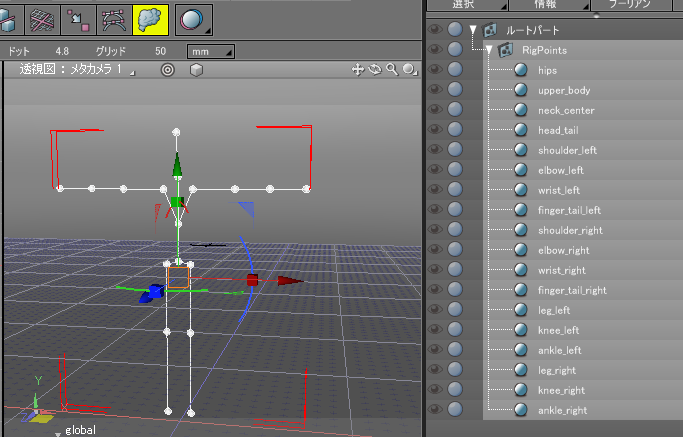 選択 情報 ブーリアン
ドット 4.8 グリッド 50 mm
透視図 : メタカメラ 1
ルートパート
RigPoints
hips
upper_body
neck_center
head_tail
shoulder_left
elbow_left
wrist_left
finger_tail_left
shoulder_right
elbow_right
wrist_right
finger_tail_right
leg_left
knee_left
ankle_left
leg_right
knee_right
ankle_right
Y
X
global